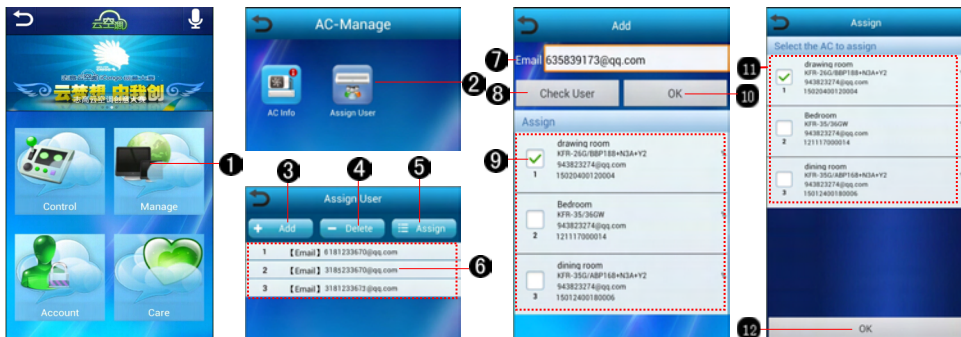 云空调
云梦想 由我创
Control
Manage
Account
Care
1
AC-Manage
AC Info
Assign User
2
3
4
5
Assign User
+ Add
− Delete
Assign
1 【Email】6181233670@qq.com
2 【Email】3185233670@qq.com
3 【Email】3181233673@qq.com
6
Add
7
Email 635839173@qq.com
8
Check User
OK
10
Assign
9
drawing room
KFR-26G/BBP188+N3A+Y2
943823274@qq.com
1 15020400120004
Bedroom
KFR-35/36GW
943823274@qq.com
2 121117000014
dining room
KFR-35G/ABP168+N3A+Y2
943823274@qq.com
3 15012400180006
Assign
Select the AC to assign
11
drawing room
KFR-26G/BBP188+N3A+Y2
943823274@qq.com
1 15020400120004
Bedroom
KFR-35/36GW
943823274@qq.com
2 121117000014
dining room
KFR-35G/ABP168+N3A+Y2
943823274@qq.com
3 15012400180006
12
OK